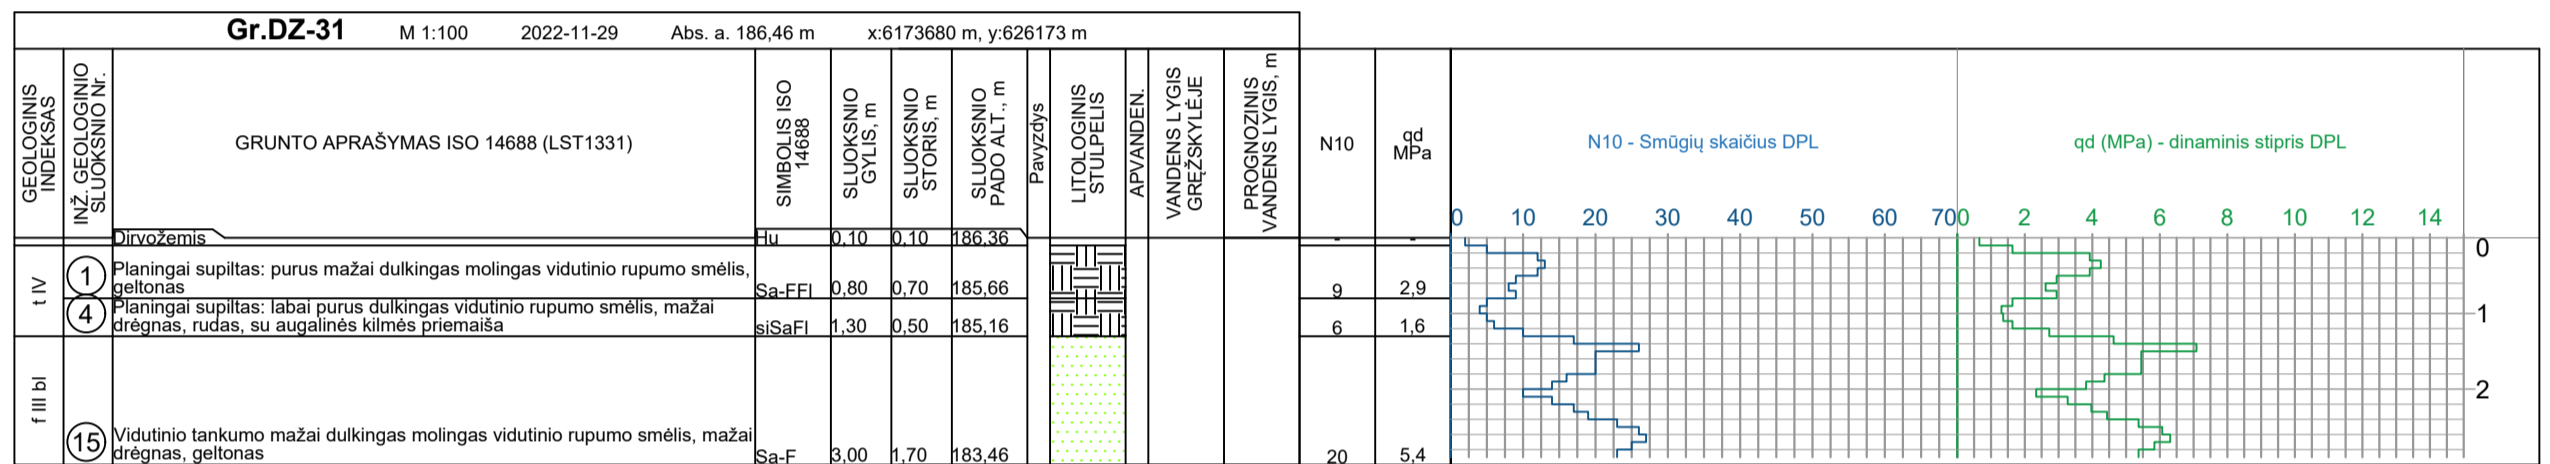 Gr.DZ-31 M 1:100 2022-11-29 Abs. a. 186,46 m x:6173680 m, y:626173 m
GEOLOGINIS
INDEKSAS
INŽ. GEOLOGINIO
SLUOKSNIO Nr.
GRUNTO APRAŠYMAS ISO 14688 (LST1331)
SIMBOLIS ISO
14688
SLUOKSNIO
GYLIS, m
SLUOKSNIO
STORIS, m
SLUOKSNIO
PADO ALT., m
Pavyzdys
LITOLOGINIS
STULPELIS
APVANDEN.
VANDENS LYGIS
GRĘŽSKYLĖJE
PROGNOZINIS
VANDENS LYGIS, m
N10
qd
MPa
N10 - Smūgių skaičius DPL
qd (MPa) - dinaminis stipris DPL
0 10 20 30 40 50 60 70
0 2 4 6 8 10 12 14
Dirvožemis Hu 0,10 0,10 186,36 - -
0
t IV
1
Planingai supiltas: purus mažai dulkingas molingas vidutinio rupumo smėlis,
geltonas Sa-FFl 0,80 0,70 185,66 9 2,9
4
Planingai supiltas: labai purus dulkingas vidutinio rupumo smėlis, mažai
drėgnas, rudas, su augalinės kilmės priemaiša siSaFl 1,30 0,50 185,16 6 1,6
1
f III bl
2
15
Vidutinio tankumo mažai dulkingas molingas vidutinio rupumo smėlis, mažai
drėgnas, geltonas Sa-F 3,00 1,70 183,46 20 5,4